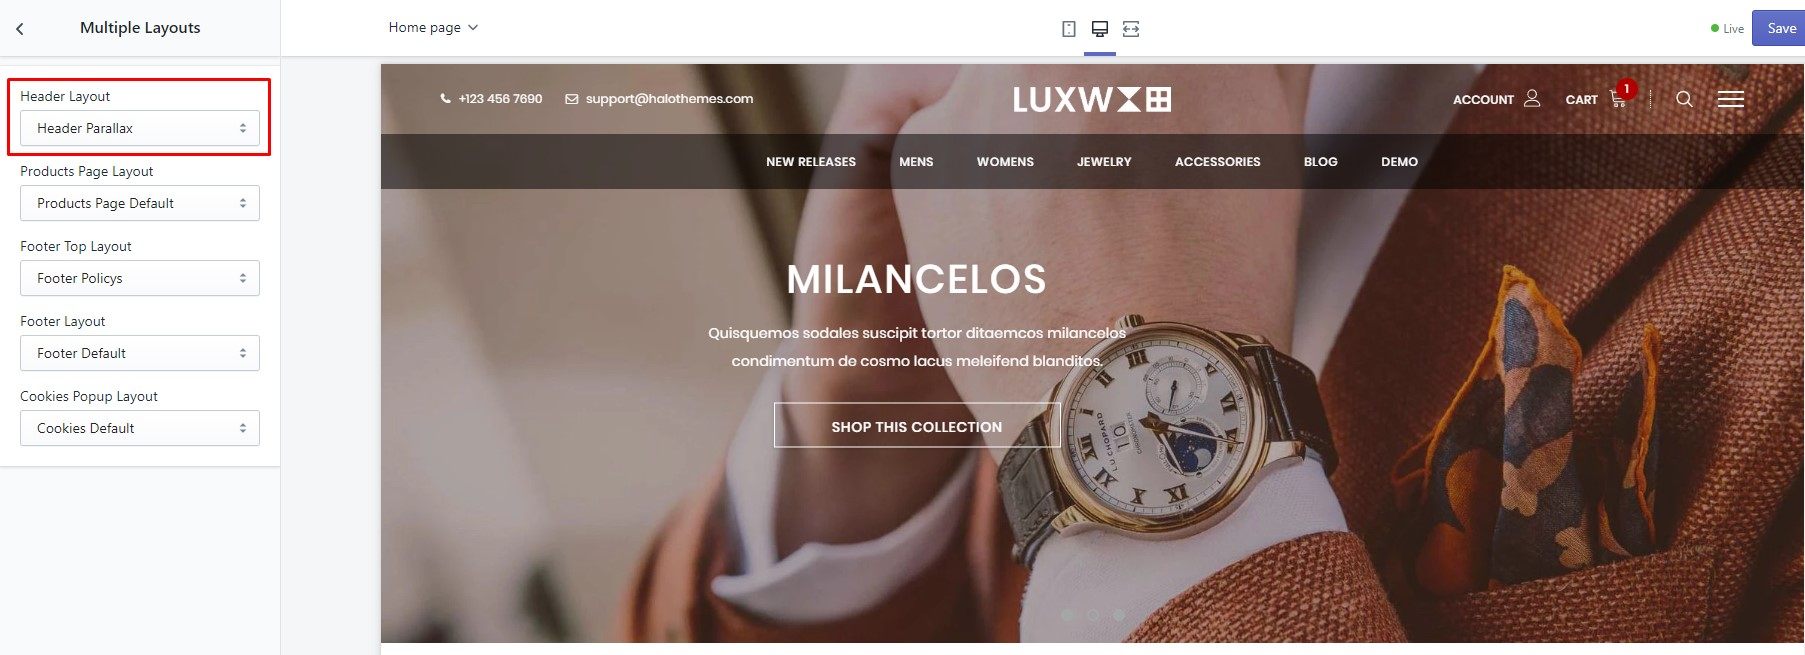 Multiple Layouts
Home page
Live
Save
Header Layout
Header Parallax
Products Page Layout
Products Page Default
Footer Top Layout
Footer Policys
Footer Layout
Footer Default
Cookies Popup Layout
Cookies Default
+123 456 7690
support@halothemes.com
LUXW
ACCOUNT
CART
1
NEW RELEASES MENS WOMENS JEWELRY ACCESSORIES BLOG DEMO
MILANCELOS
Quisquemos sodales suscipit tortor ditaemcos milancelos
condimentum de cosmo lacus meleifend blanditos.
SHOP THIS COLLECTION
L.U CHOPARD
CHRONOMETER
10